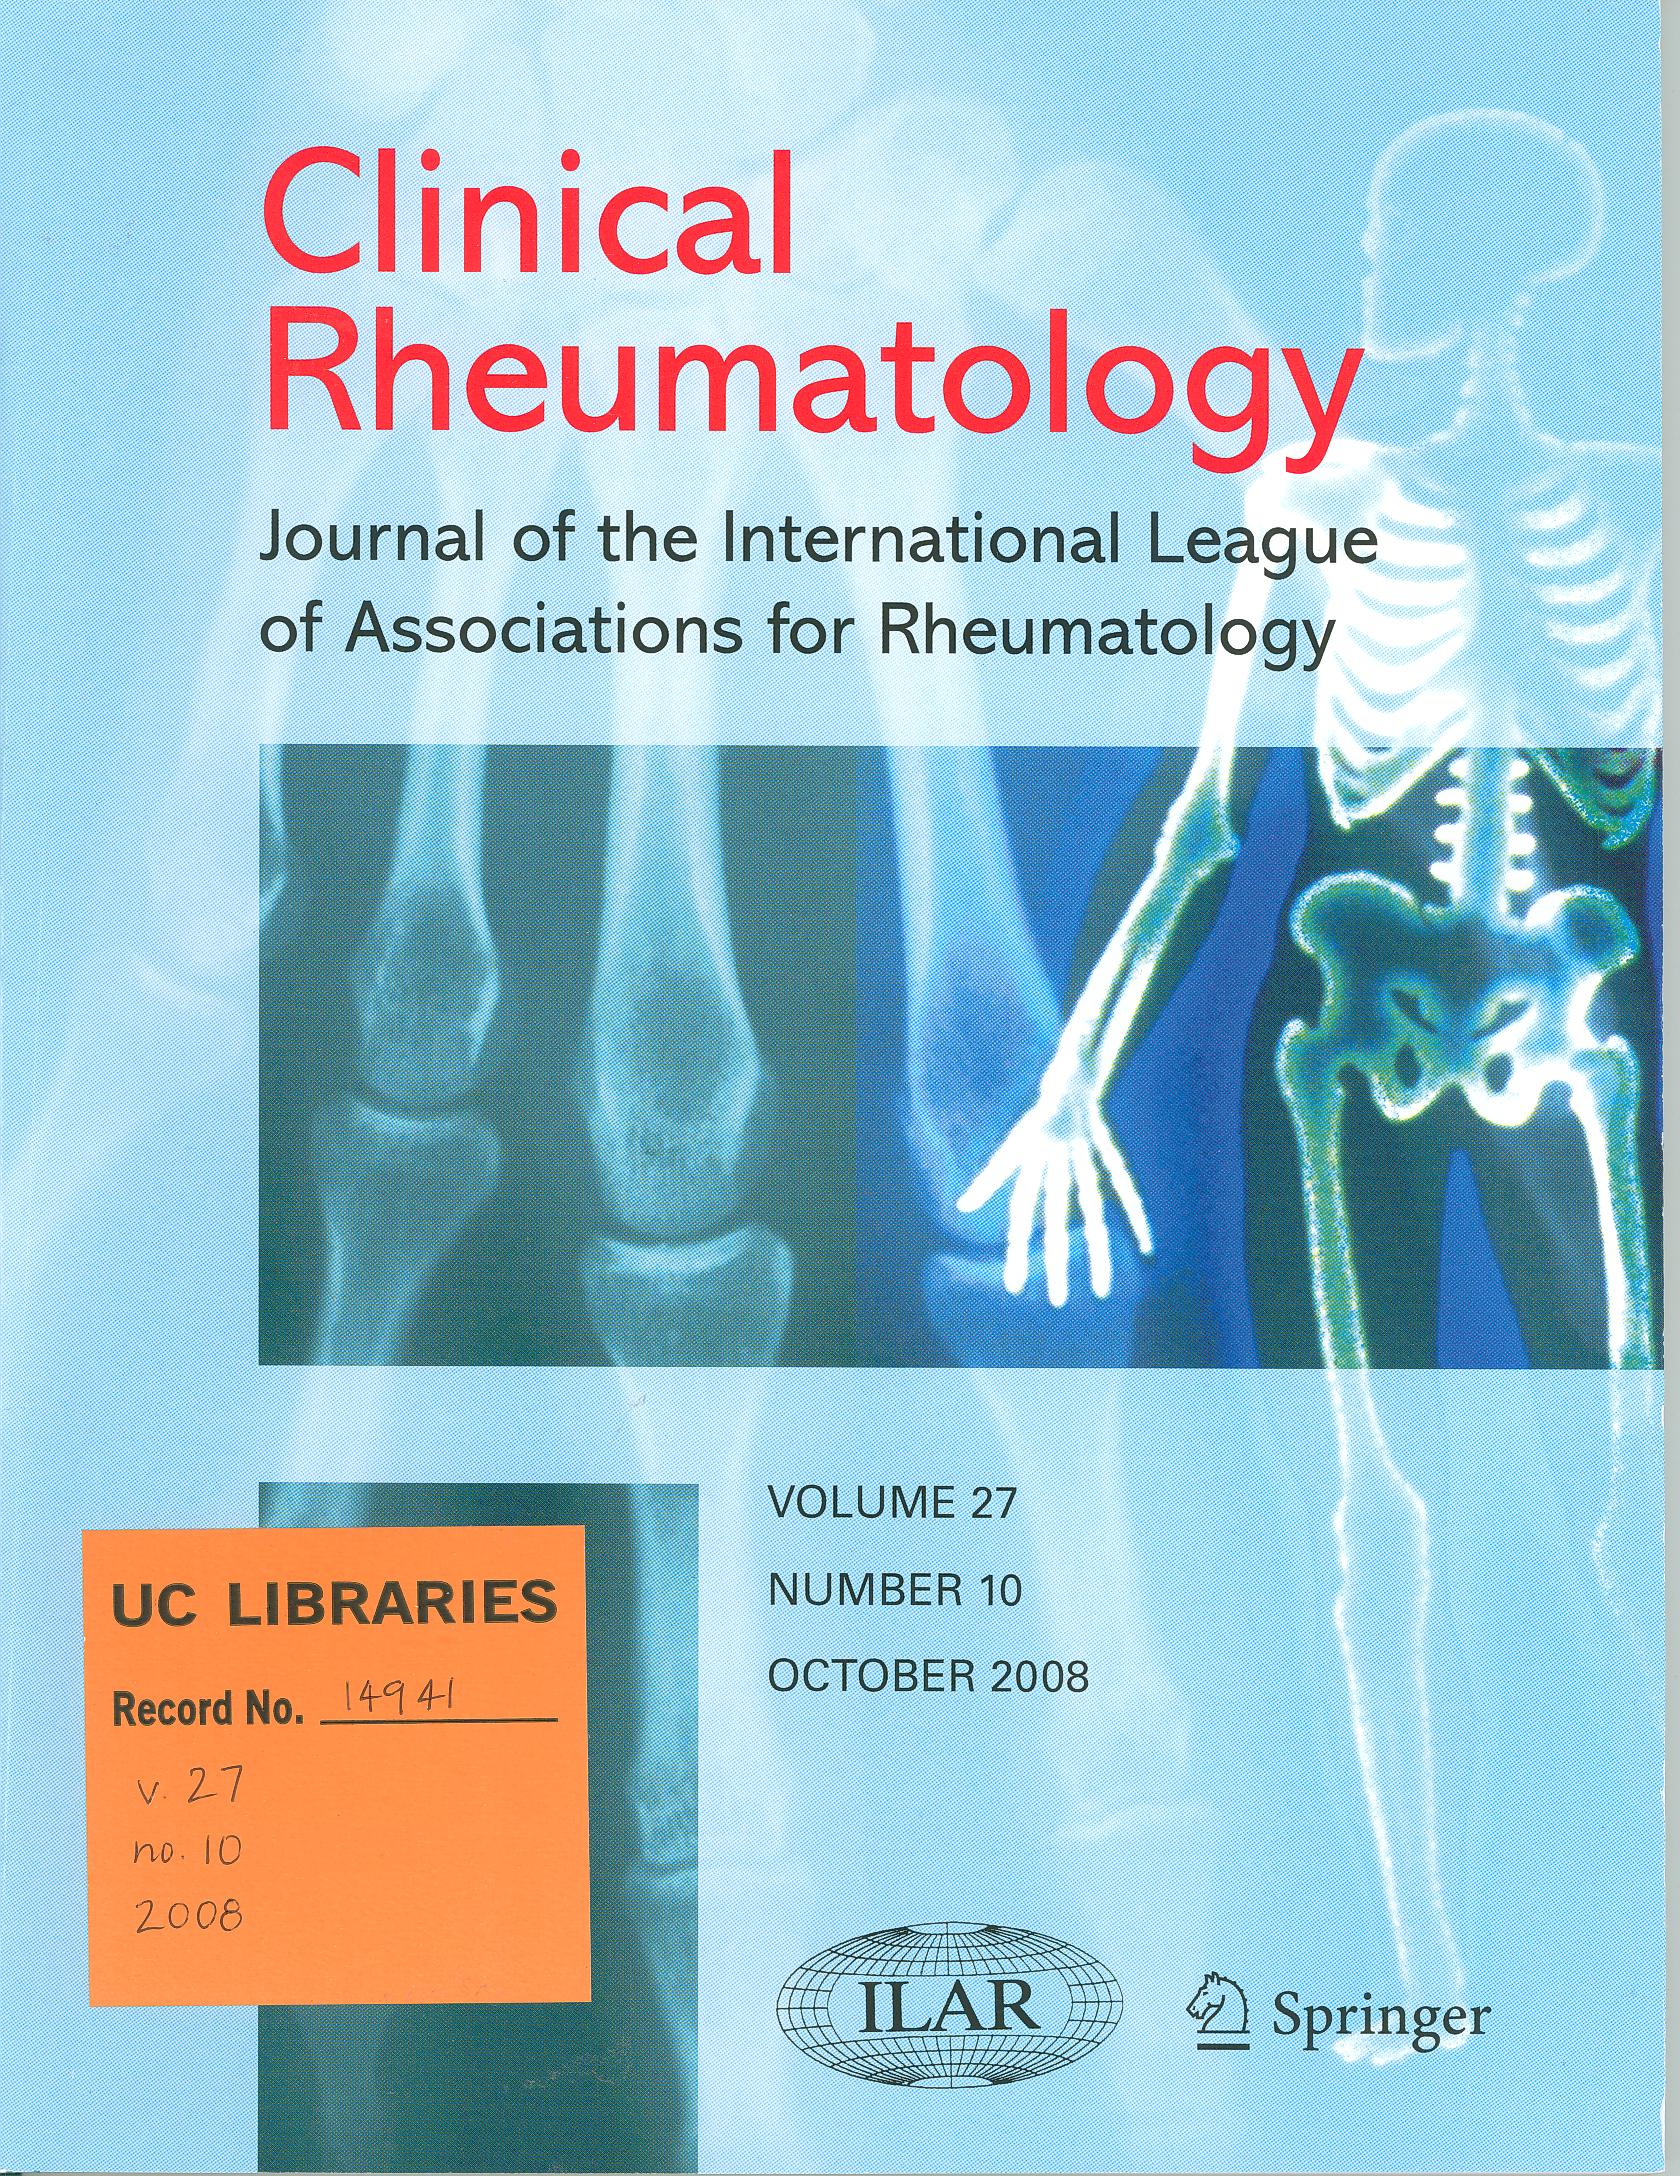 Clinical
Rheumatology
Journal of the International League
of Associations for Rheumatology
VOLUME 27
NUMBER 10
OCTOBER 2008
UC LIBRARIES
Record No. 14941
v. 27
no. 10
2008
ILAR
Springer